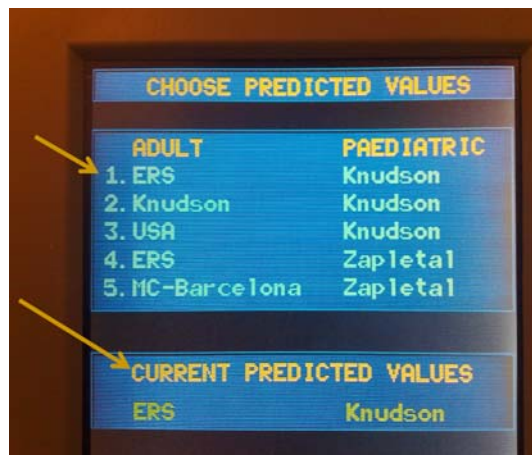 CHOOSE PREDICTED VALUES
ADULT PAEDIATRIC
1. ERS Knudson
2. Knudson Knudson
3. USA Knudson
4. ERS Zapletal
5. MC-Barcelona Zapletal
CURRENT PREDICTED VALUES
ERS Knudson